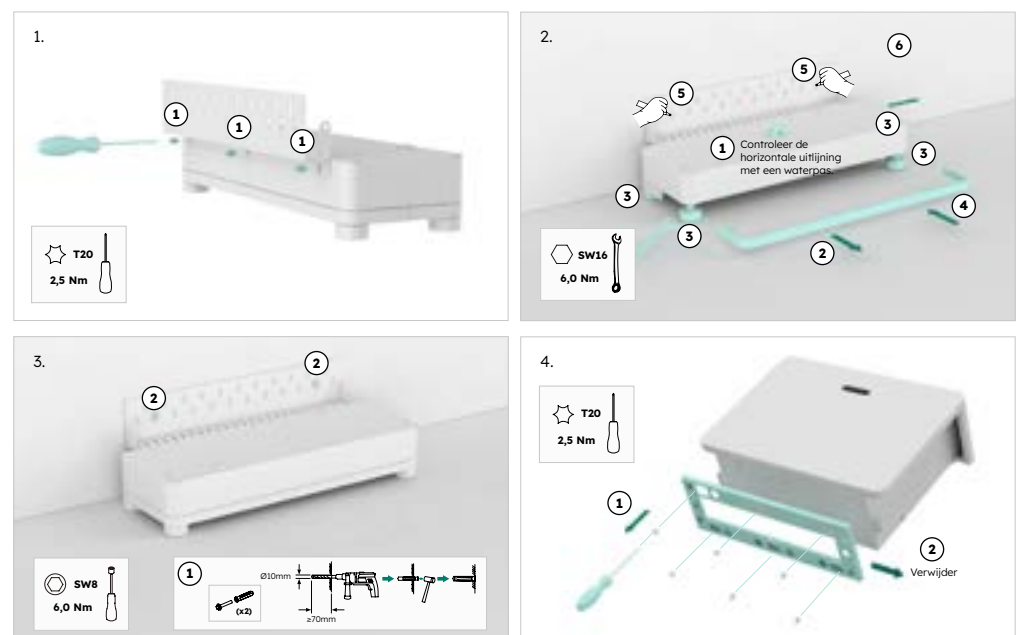 1.
1
1
1
T20
2,5 Nm
2.
6
5
5
3
1
Controleer de
horizontale uitlijning
met een waterpas.
3
3
4
3
2
SW16
6,0 Nm
3.
2
2
SW8
6,0 Nm
1
(x2)
Ø10mm
≥70mm
4.
T20
2,5 Nm
1
2
Verwijder